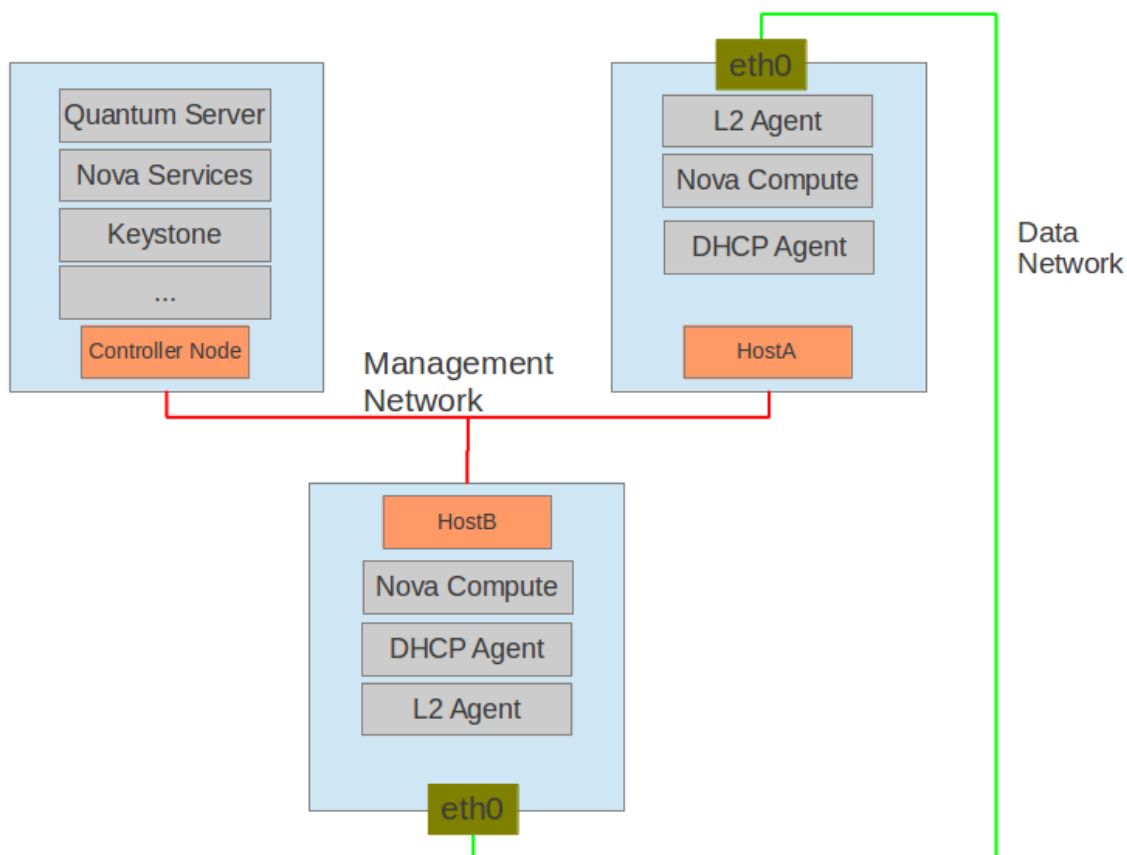 Quantum Server
Nova Services
Keystone
...
Controller Node
eth0
L2 Agent
Nova Compute
DHCP Agent
HostA
Data
Network
Management
Network
HostB
Nova Compute
DHCP Agent
L2 Agent
eth0